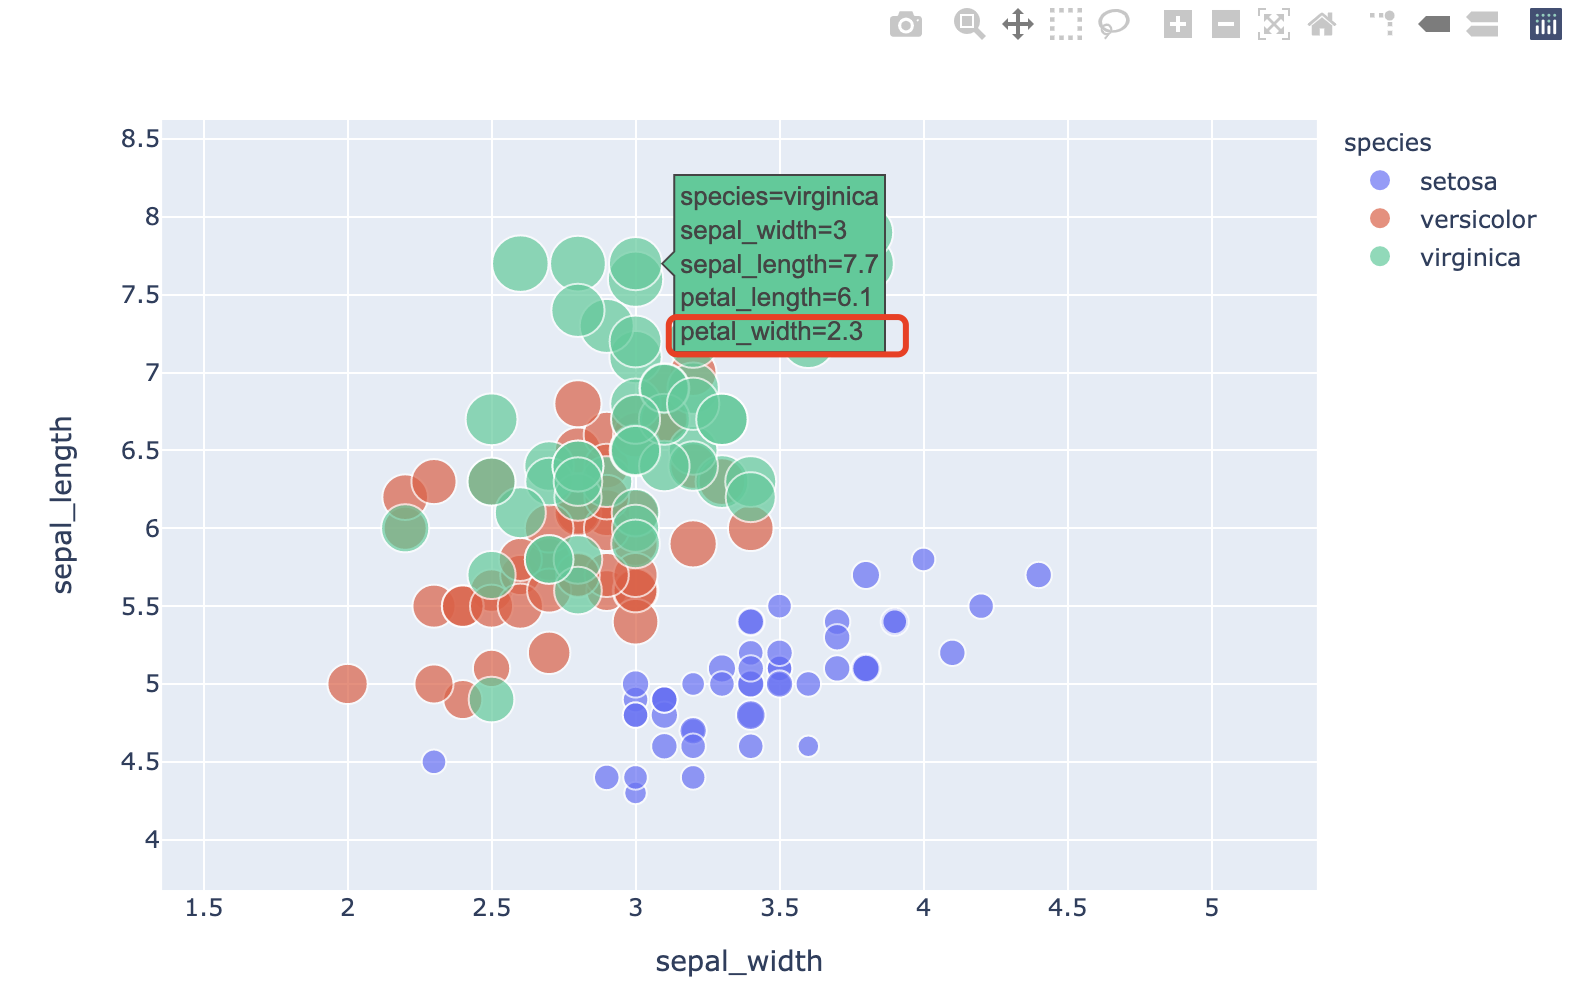 species
setosa
versicolor
virginica
species=virginica
sepal_width=3
sepal_length=7.7
petal_length=6.1
petal_width=2.3
8.5
8
7.5
7
6.5
6
5.5
5
4.5
4
sepal_length
1.5 2 2.5 3 3.5 4 4.5 5
sepal_width